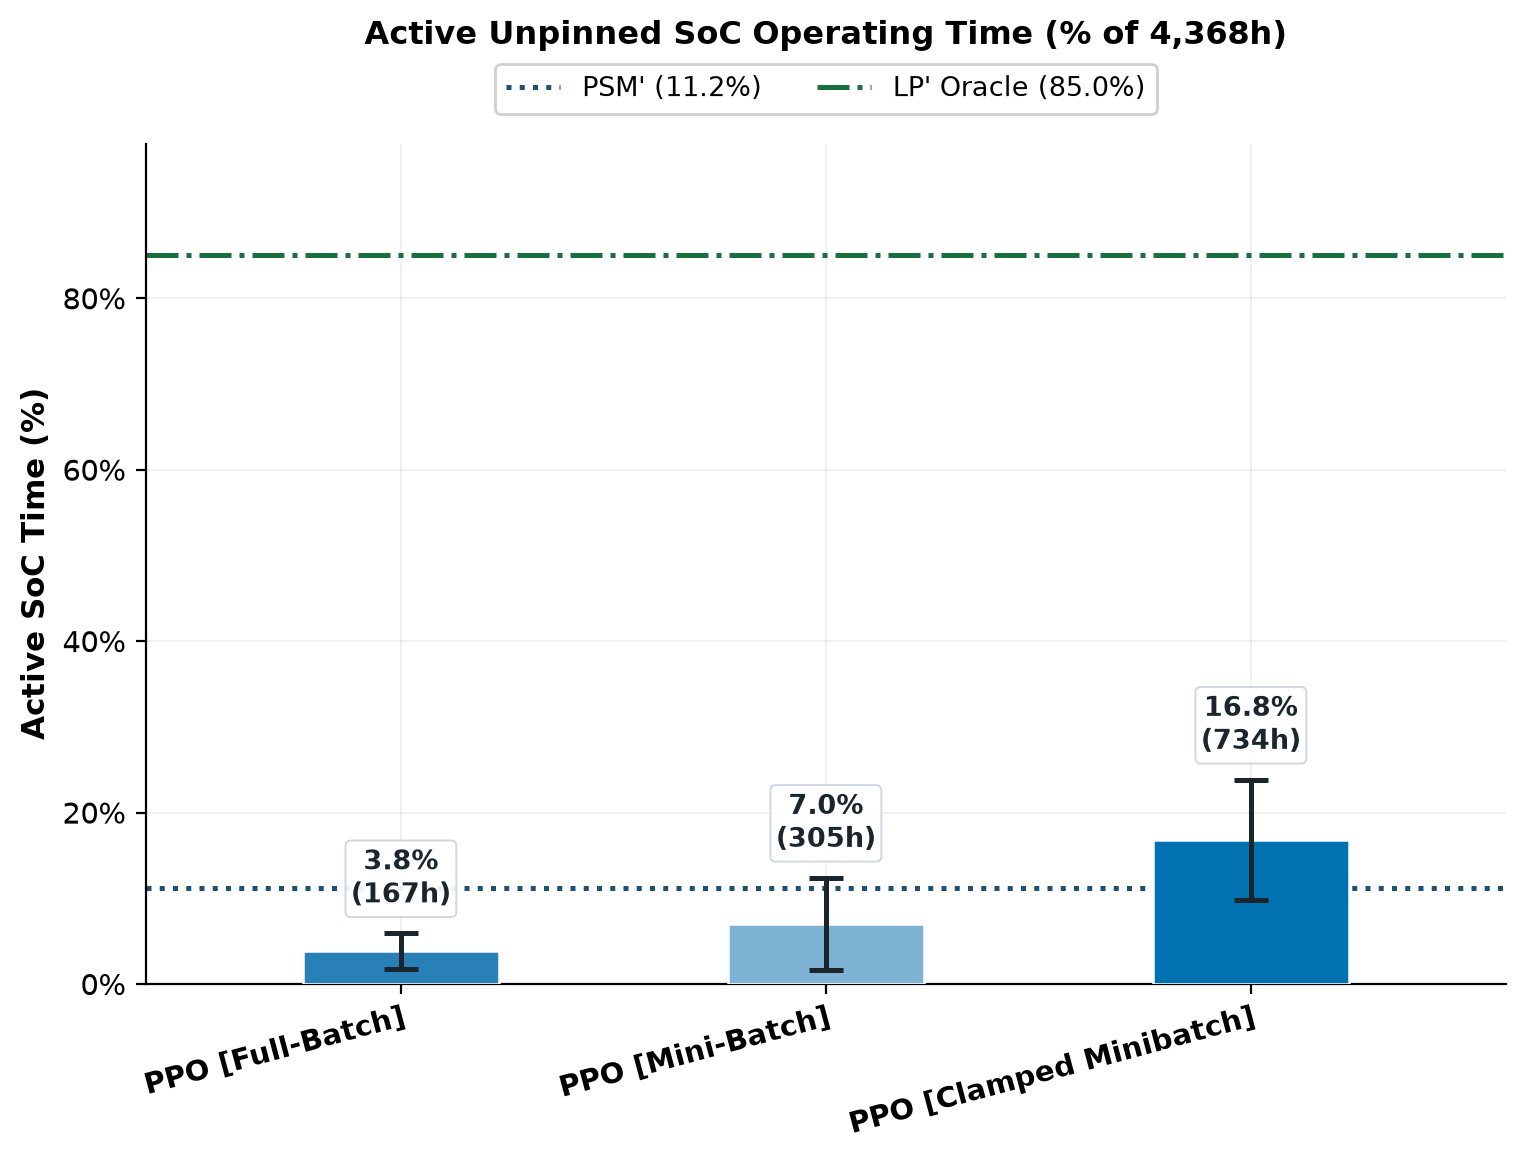 Active Unpinned SoC Operating Time (% of 4,368h)
PSM' (11.2%)
LP' Oracle (85.0%)
Active SoC Time (%)
80%
60%
40%
20%
0%
3.8%
(167h)
7.0%
(305h)
16.8%
(734h)
PPO [Full-Batch]
PPO [Mini-Batch]
PPO [Clamped Minibatch]